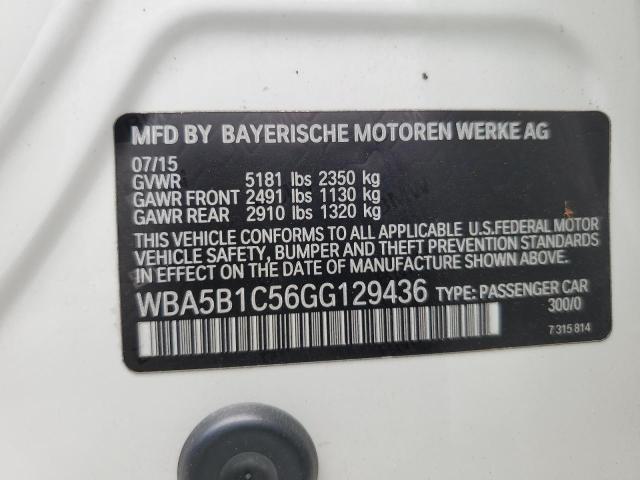 MFD BY BAYERISCHE MOTOREN WERKE AG
07/15
GVWR 5181 lbs 2350 kg
GAWR FRONT 2491 lbs 1130 kg
GAWR REAR 2910 lbs 1320 kg
THIS VEHICLE CONFORMS TO ALL APPLICABLE U.S.FEDERAL MOTOR
VEHICLE SAFETY, BUMPER AND THEFT PREVENTION STANDARDS
IN EFFECT ON THE DATE OF MANUFACTURE SHOWN ABOVE.
WBA5B1C56GG129436 TYPE: PASSENGER CAR
300/0
7 315 814